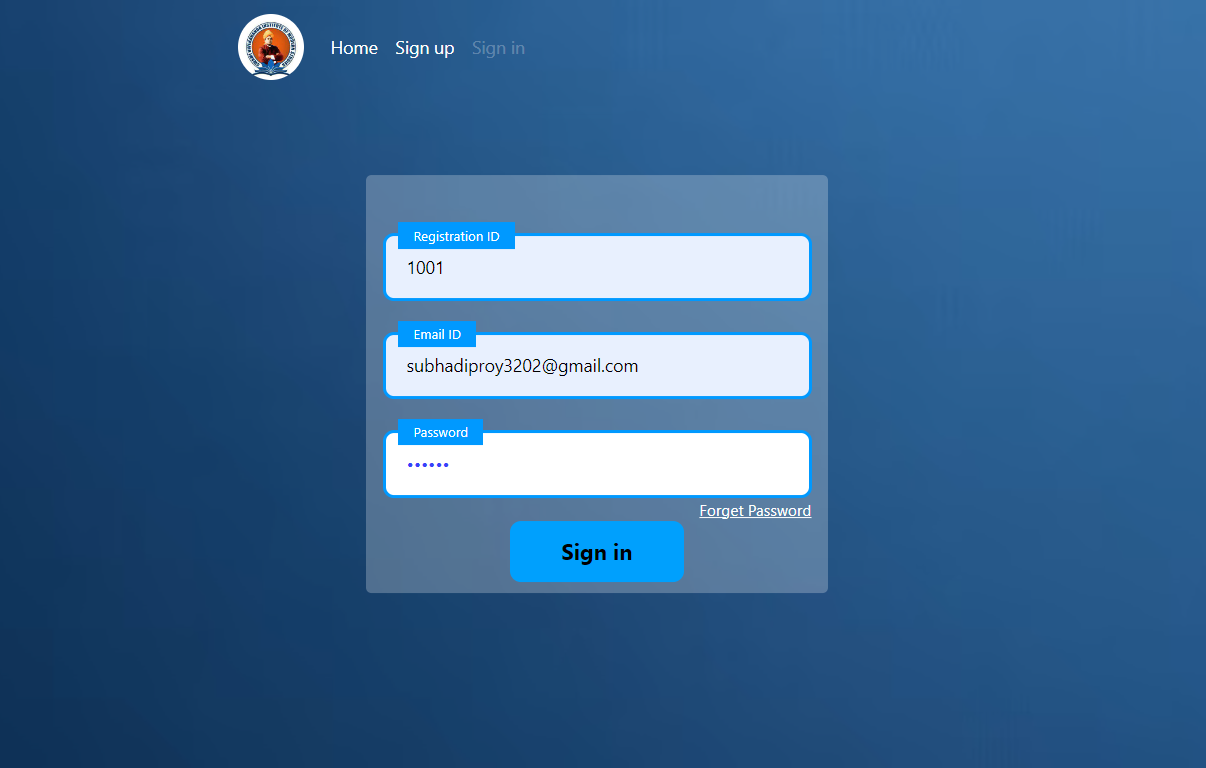 Home Sign up Sign in
Registration ID
1001
Email ID
subhadiproy3202@gmail.com
Password
••••••
Forget Password
Sign in